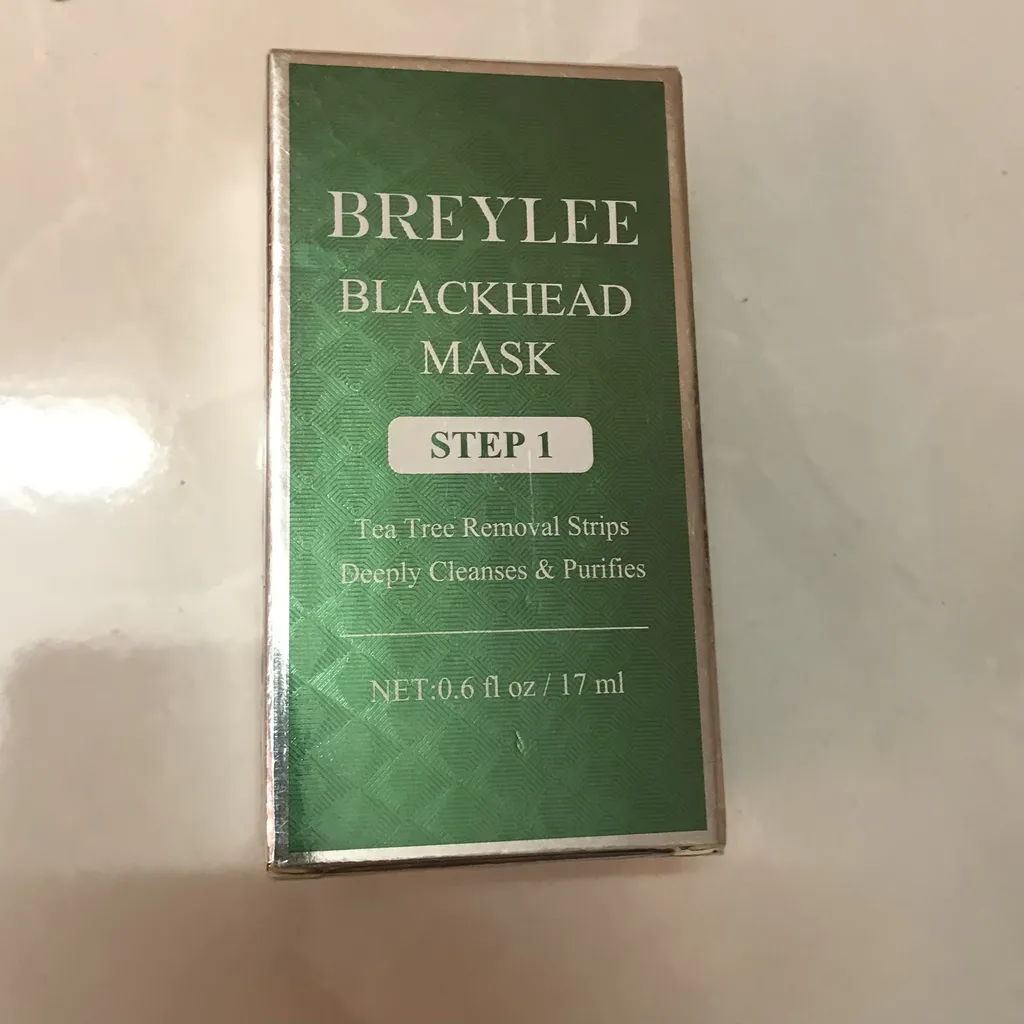 BREYLEE
BLACKHEAD
MASK
STEP 1
Tea Tree Removal Strips
Deeply Cleanses & Purifies
NET:0.6 fl oz / 17 ml